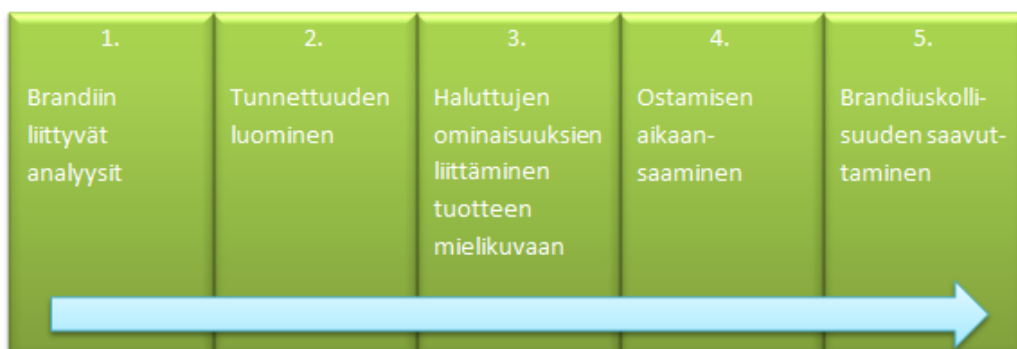 1.
Brandiin
liittyvät
analyysit
2.
Tunnettuuden
luominen
3.
Haluttujen
ominaisuuksien
liittäminen
tuotteen
mielikuvaan
4.
Ostamisen
aikaan-
saaminen
5.
Brandiuskolli-
suuden saavut-
taminen